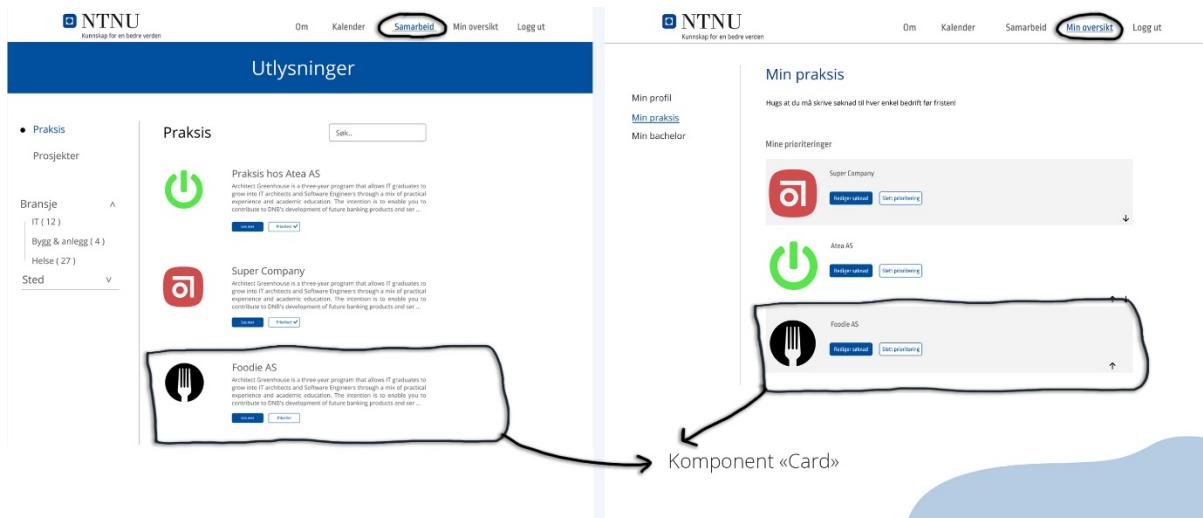 NTNU
Kunnskap for en bedre verden
Om Kalender Samarbeid Min oversikt Logg ut
Utlysninger
Praksis
Prosjekter
Bransje
IT ( 12 )
Bygg & anlegg ( 4 )
Helse ( 27 )
Sted
Praksis
Søk..
Praksis hos Atea AS
Architect Greenhouse is a three-year program that allows IT graduates to
grow into IT architects and Software Engineers through a mix of practical
experience and academic education. The intention is to enable you to
contribute to DNB's development of future banking products and ser ...
Les mer Prioritert
Super Company
Architect Greenhouse is a three-year program that allows IT graduates to
grow into IT architects and Software Engineers through a mix of practical
experience and academic education. The intention is to enable you to
contribute to DNB's development of future banking products and ser ...
Les mer Prioritert
Foodie AS
Architect Greenhouse is a three-year program that allows IT graduates to
grow into IT architects and Software Engineers through a mix of practical
experience and academic education. The intention is to enable you to
contribute to DNB's development of future banking products and ser ...
Les mer Prioriter
NTNU
Kunnskap for en bedre verden
Om Kalender Samarbeid Min oversikt Logg ut
Min profil
Min praksis
Min bachelor
Min praksis
Hugs at du må skrive søknad til hver enkel bedrift før fristen!
Mine prioriteringer
Super Company
Rediger søknad Slett prioritering
Atea AS
Rediger søknad Slett prioritering
Foodie AS
Rediger søknad Slett prioritering
Komponent «Card»